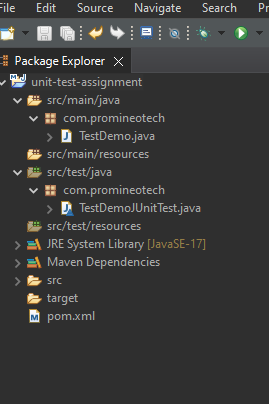 Source Navigate Search
Package Explorer
unit-test-assignment
src/main/java
com.promineotech
TestDemo.java
src/main/resources
src/test/java
com.promineotech
TestDemoJUnitTest.java
src/test/resources
JRE System Library [JavaSE-17]
Maven Dependencies
src
target
pom.xml